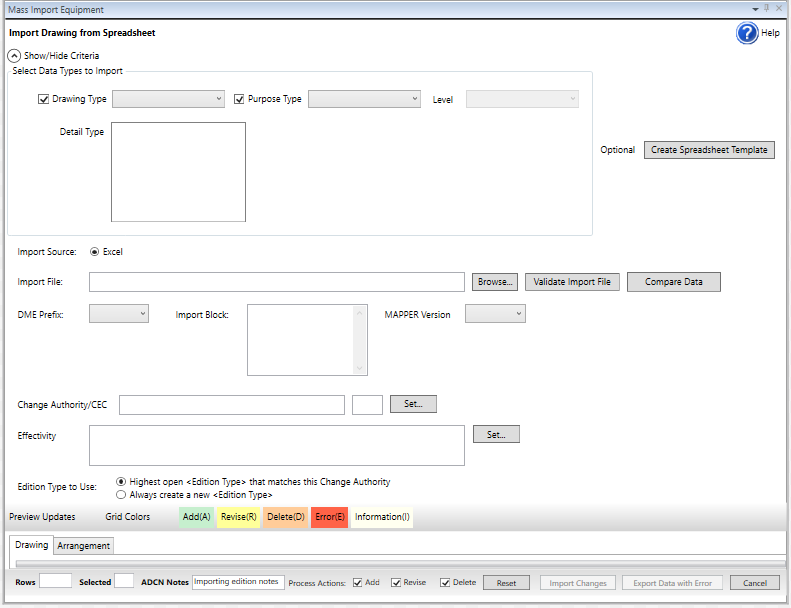 Mass Import Equipment
Import Drawing from Spreadsheet
? Help
Show/Hide Criteria
Select Data Types to Import
Drawing Type Purpose Type Level
Detail Type
Optional Create Spreadsheet Template
Import Source: Excel
Import File: Browse... Validate Import File Compare Data
DME Prefix: Import Block: MAPPER Version
Change Authority/CEC Set...
Effectivity Set...
Edition Type to Use: Highest open <Edition Type> that matches this Change Authority
Always create a new <Edition Type>
Preview Updates Grid Colors Add(A) Revise(R) Delete(D) Error(E) Information(I)
Drawing Arrangement
Rows Selected ADCN Notes Importing edition notes Process Actions: Add Revise Delete Reset Import Changes Export Data with Error Cancel